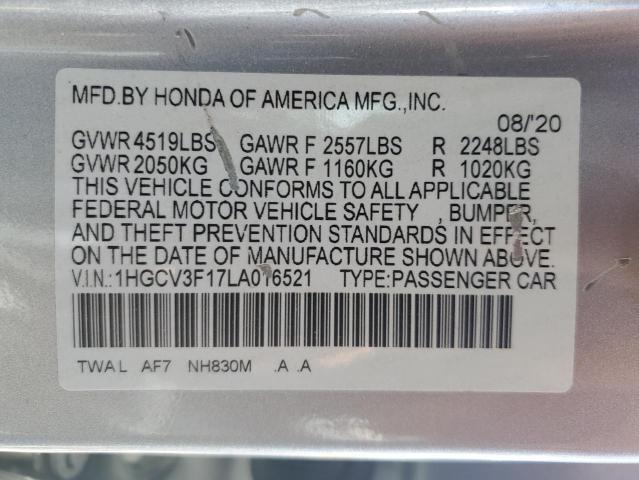 MFD.BY HONDA OF AMERICA MFG.,INC.
08/'20
GVWR 4519LBS GAWR F 2557LBS R 2248LBS
GVWR 2050KG GAWR F 1160KG R 1020KG
THIS VEHICLE CONFORMS TO ALL APPLICABLE
FEDERAL MOTOR VEHICLE SAFETY , BUMPER,
AND THEFT PREVENTION STANDARDS IN EFFECT
ON THE DATE OF MANUFACTURE SHOWN ABOVE.
V.I.N.:1HGCV3F17LA016521 TYPE:PASSENGER CAR
TWAL AF7 NH830M .A .A